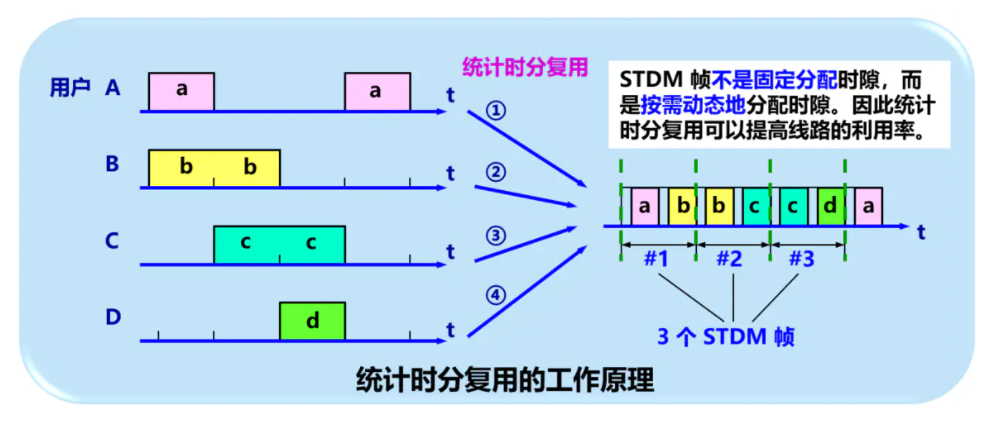 统计时分复用
STDM 帧不是固定分配时隙，而
是按需动态地分配时隙。因此统计
时分复用可以提高线路的利用率。
用户 A a a t
①
B b b t
②
C c c t
③
D d t
④
a b b c c d a t
#1 #2 #3
3 个 STDM 帧
统计时分复用的工作原理